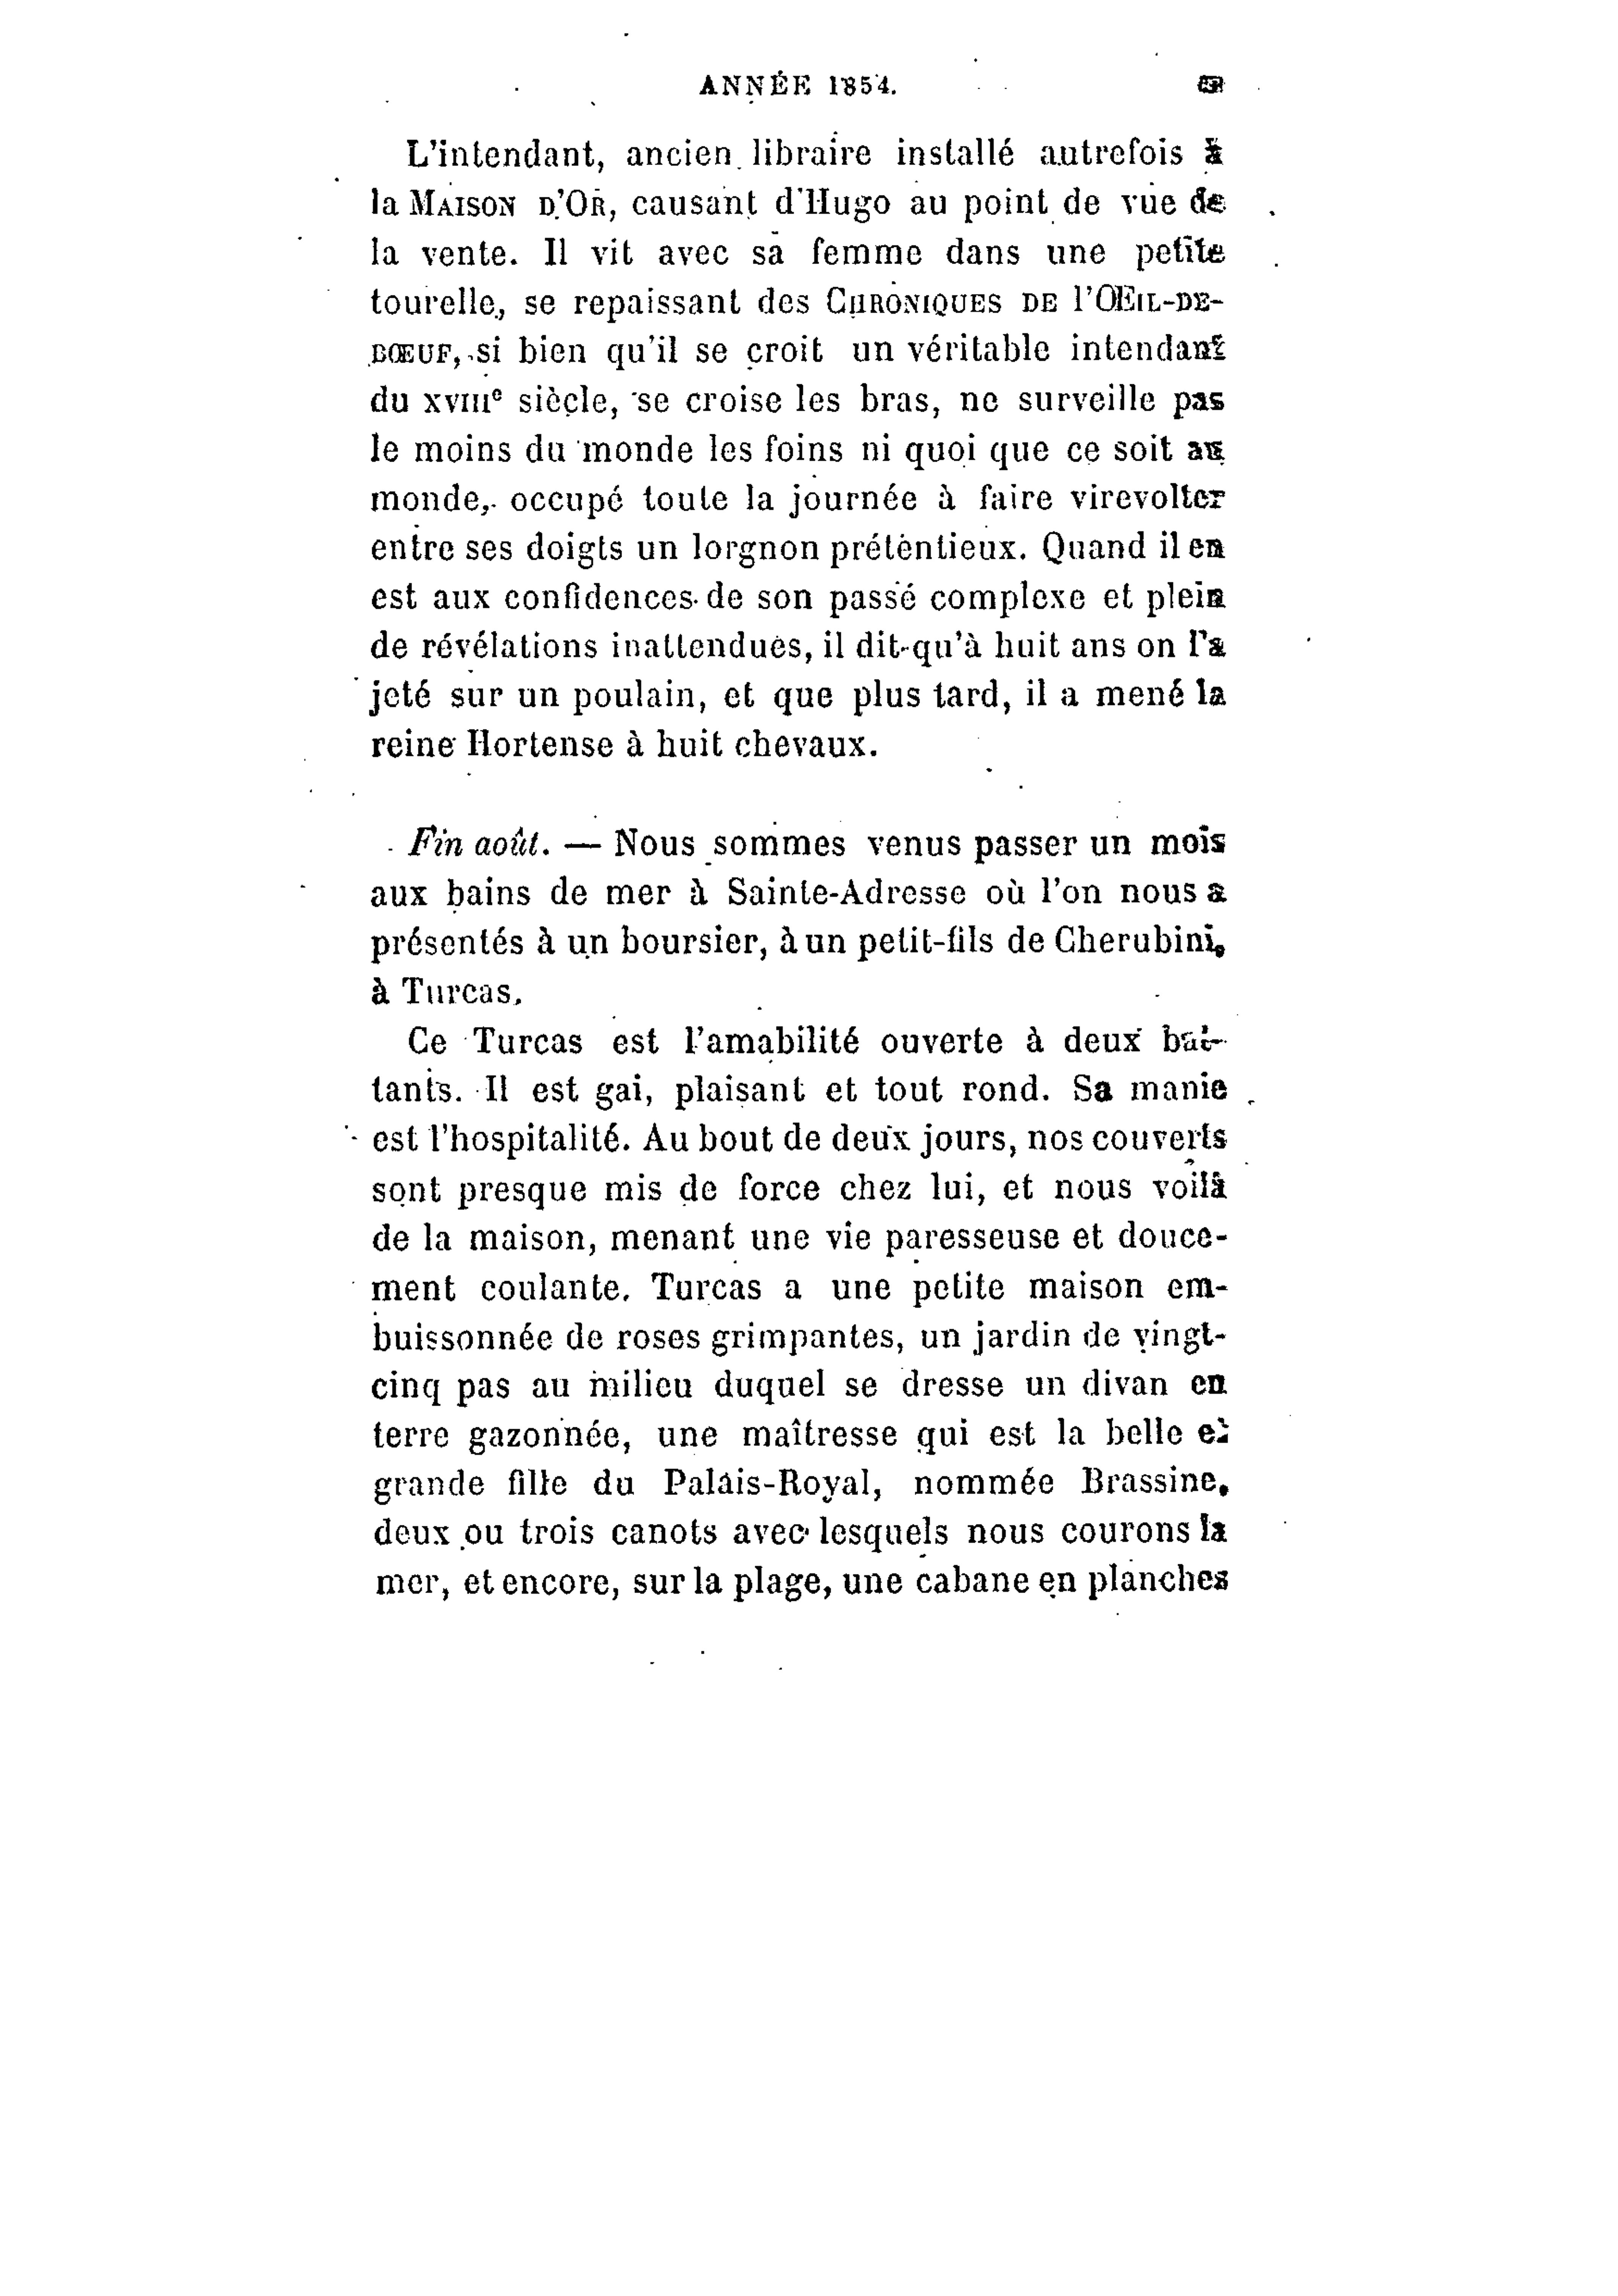 ANNÉE 1854.
L'intendant, ancien libraire installé autrefois à
la MAISON D'OR, causant d'Hugo au point de vue de
la vente. Il vit avec sa femme dans une petite
tourelle, se repaissant des CHRONIQUES DE l'ŒIL-DE-
BŒUF, si bien qu'il se croit un véritable intendant
du XVIIIe siècle, se croise les bras, ne surveille pas
le moins du monde les foins ni quoi que ce soit au
monde, occupé toute la journée à faire virevolter
entre ses doigts un lorgnon prétentieux. Quand il en
est aux confidences de son passé complexe et plein
de révélations inattendues, il dit qu'à huit ans on l'a
jeté sur un poulain, et que plus tard, il a mené la
reine Hortense à huit chevaux.
Fin août. — Nous sommes venus passer un mois
aux bains de mer à Sainte-Adresse où l'on nous a
présentés à un boursier, à un petit-fils de Cherubini,
à Turcas.
Ce Turcas est l'amabilité ouverte à deux bat-
tants. Il est gai, plaisant et tout rond. Sa manie
est l'hospitalité. Au bout de deux jours, nos couverts
sont presque mis de force chez lui, et nous voilà
de la maison, menant une vie paresseuse et douce-
ment coulante. Turcas a une petite maison em-
buissonnée de roses grimpantes, un jardin de vingt-
cinq pas au milieu duquel se dresse un divan en
terre gazonnée, une maîtresse qui est la belle et
grande fille du Palais-Royal, nommée Brassine,
deux ou trois canots avec lesquels nous courons la
mer, et encore, sur la plage, une cabane en planches